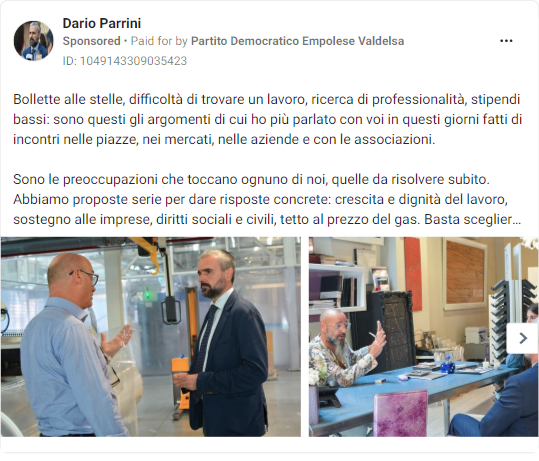 Dario Parrini
Sponsored • Paid for by Partito Democratico Empolese Valdelsa
ID: 1049143309035423
Bollette alle stelle, difficoltà di trovare un lavoro, ricerca di professionalità, stipendi
bassi: sono questi gli argomenti di cui ho più parlato con voi in questi giorni fatti di
incontri nelle piazze, nei mercati, nelle aziende e con le associazioni.
Sono le preoccupazioni che toccano ognuno di noi, quelle da risolvere subito.
Abbiamo proposte serie per dare risposte concrete: crescita e dignità del lavoro,
sostegno alle imprese, diritti sociali e civili, tetto al prezzo del gas. Basta sceglier...